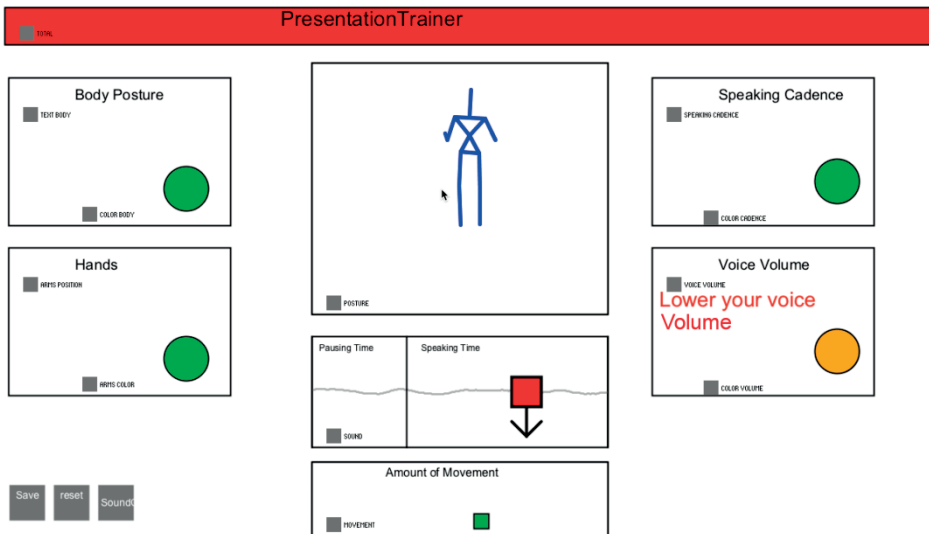 PresentationTrainer
TOTAL
Body Posture
TEXT BODY
COLOR BODY
Hands
ARMS POSITION
ARMS COLOR
POSTURE
Pausing Time
Speaking Time
SOUND
Amount of Movement
MOVEMENT
Speaking Cadence
SPEAKING CADENCE
COLOR CADENCE
Voice Volume
VOICE VOLUME
Lower your voice
Volume
COLOR VOLUME
Save
reset